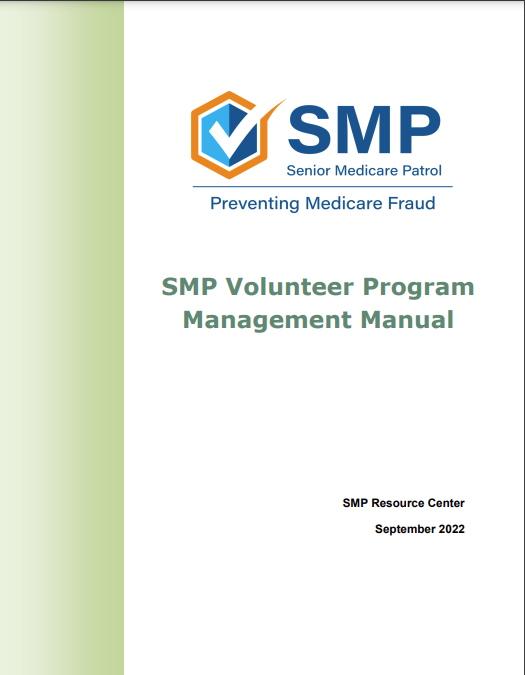 SMP
Senior Medicare Patrol
Preventing Medicare Fraud
SMP Volunteer Program
Management Manual
SMP Resource Center
September 2022